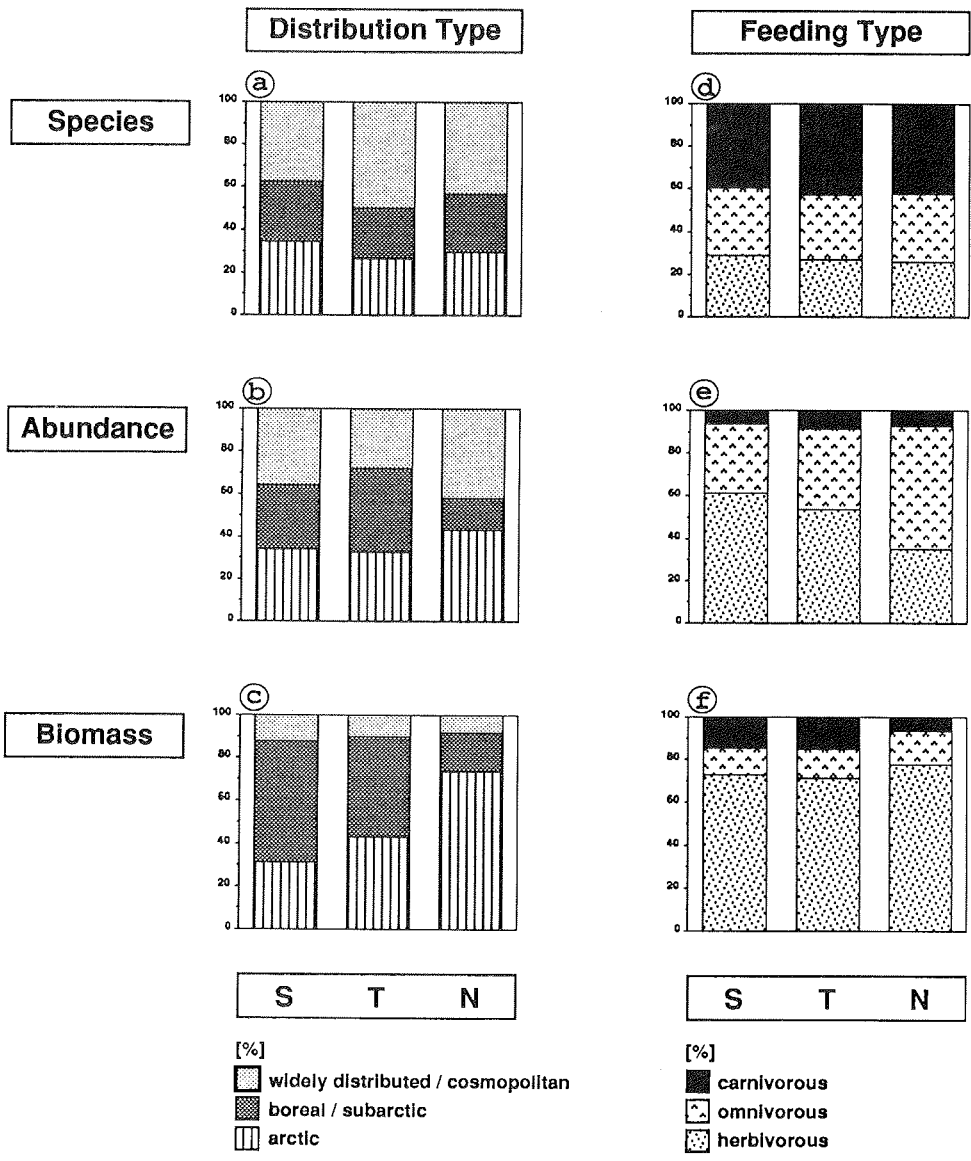 Distribution Type
Feeding Type
Species
a
100
80
60
40
20
0
d
100
80
60
40
20
0
Abundance
b
100
80
60
40
20
0
e
100
80
60
40
20
0
Biomass
c
100
80
60
40
20
0
f
100
80
60
40
20
0
S T N
S T N
[%]
widely distributed / cosmopolitan
boreal / subarctic
arctic
[%]
carnivorous
omnivorous
herbivorous